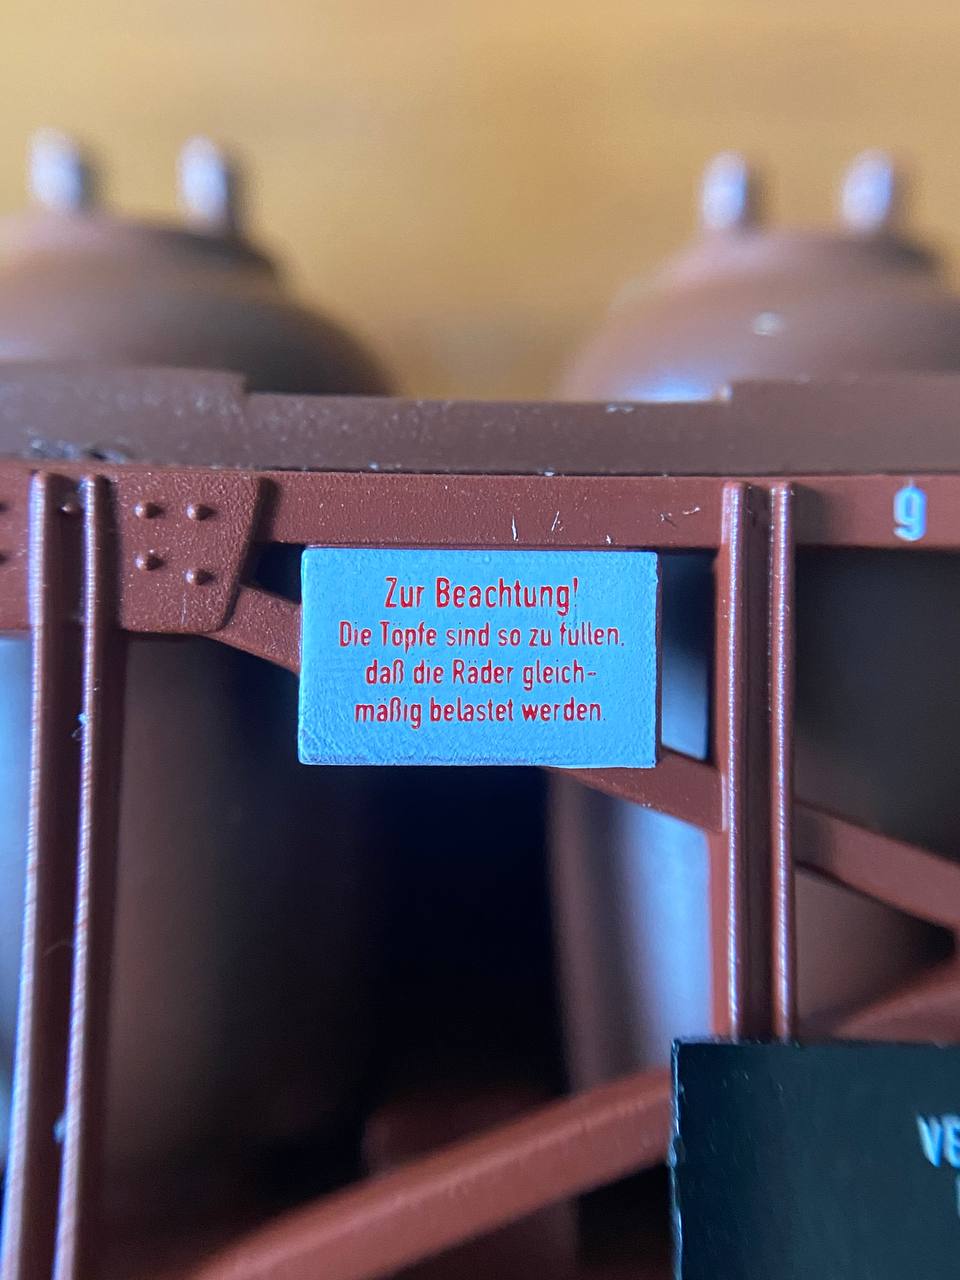 9
Zur Beachtung!
Die Töpfe sind so zu füllen,
daß die Räder gleich-
mäßig belastet werden.